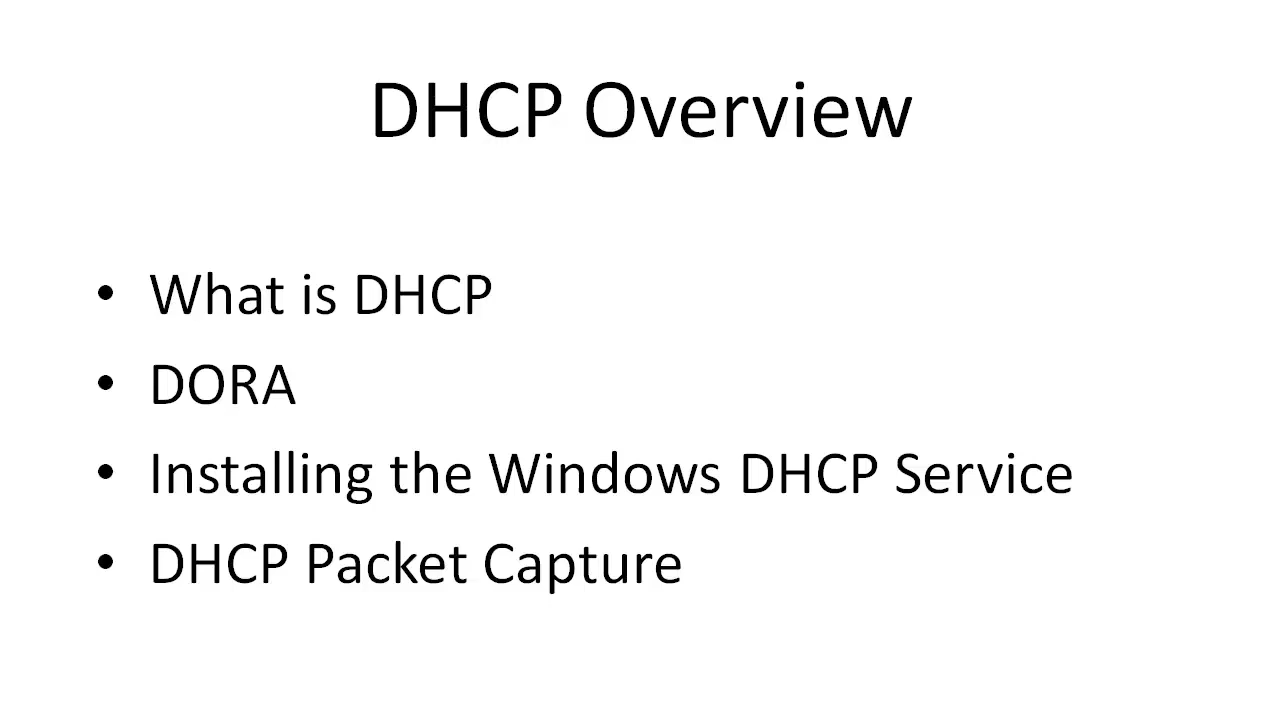 DHCP Overview
• What is DHCP
• DORA
• Installing the Windows DHCP Service
• DHCP Packet Capture